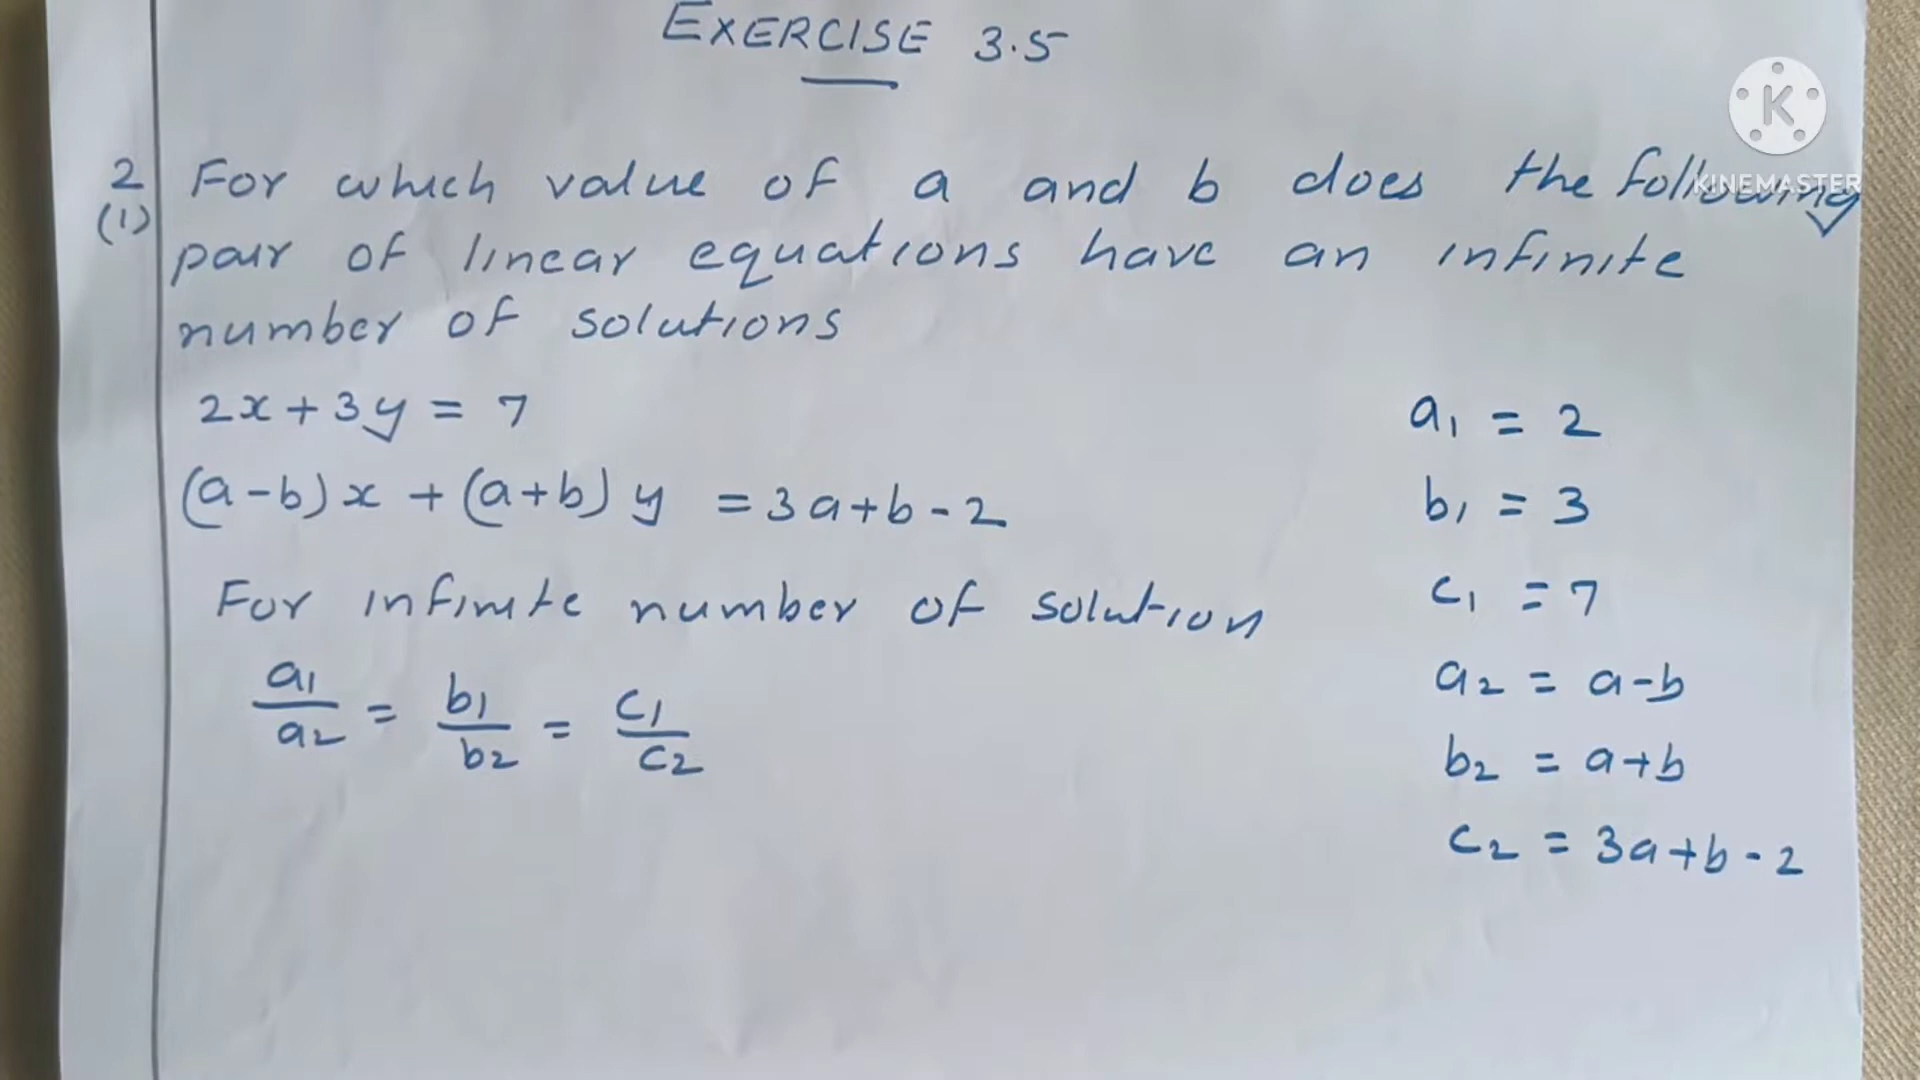 EXERCISE 3.5
K
KINEMASTER
2 For which value of a and b does the following
(1) pair of linear equations have an infinite
number of solutions
2x + 3y = 7
(a-b)x + (a+b)y = 3a+b-2
For infinite number of solution
a1/a2 = b1/b2 = c1/c2
a1 = 2
b1 = 3
c1 = 7
a2 = a-b
b2 = a+b
c2 = 3a+b-2